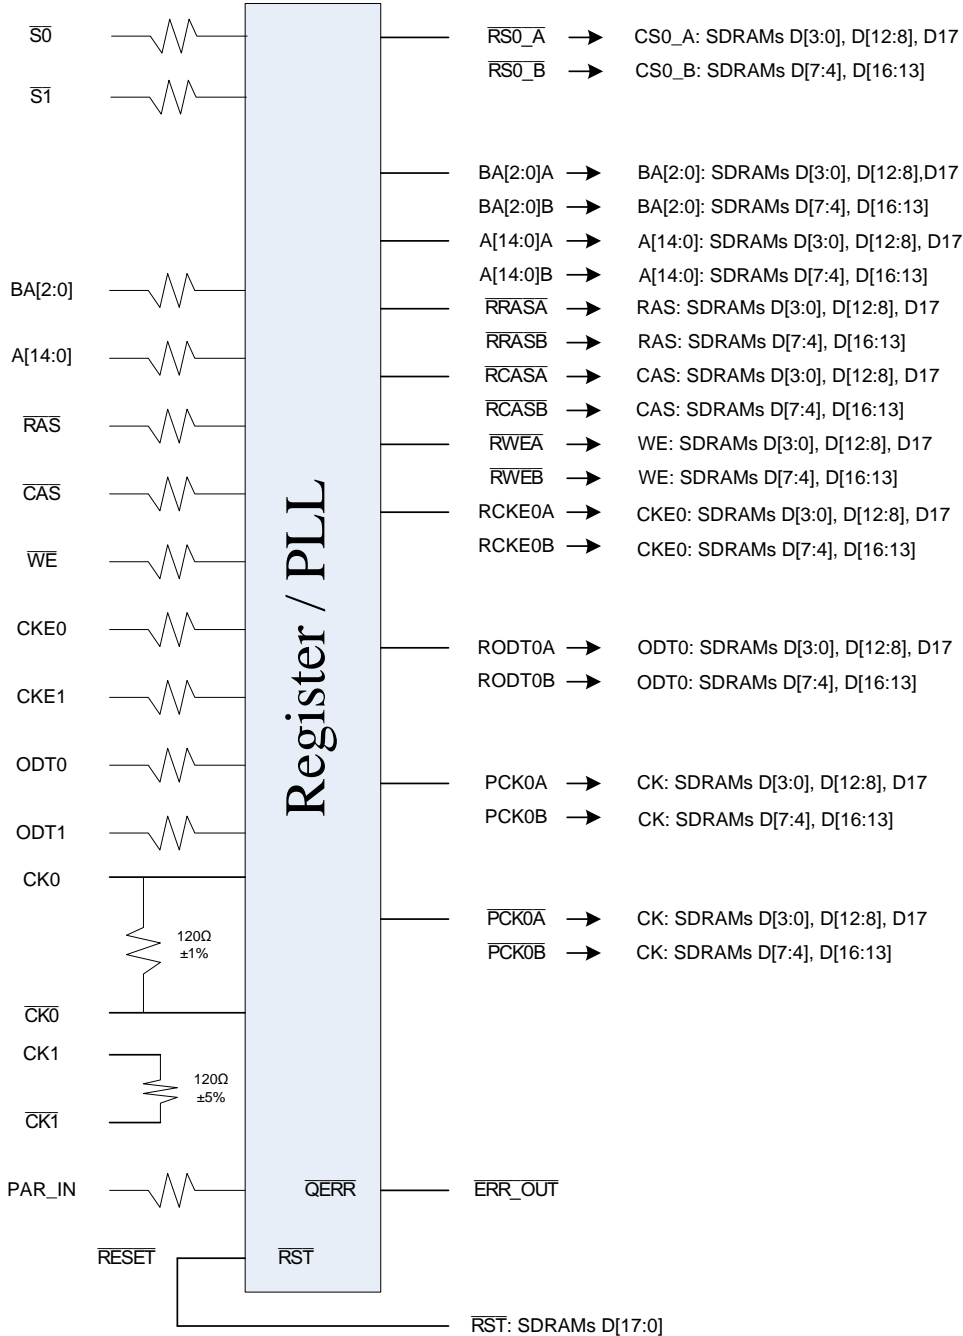 S0
S1
BA[2:0]
A[14:0]
RAS
CAS
WE
CKE0
CKE1
ODT0
ODT1
CK0
120Ω
±1%
CK0
CK1
120Ω
±5%
CK1
PAR_IN
RESET
Register / PLL
QERR
RST
RS0_A CS0_A: SDRAMs D[3:0], D[12:8], D17
RS0_B CS0_B: SDRAMs D[7:4], D[16:13]
BA[2:0]A BA[2:0]: SDRAMs D[3:0], D[12:8],D17
BA[2:0]B BA[2:0]: SDRAMs D[7:4], D[16:13]
A[14:0]A A[14:0]: SDRAMs D[3:0], D[12:8], D17
A[14:0]B A[14:0]: SDRAMs D[7:4], D[16:13]
RRASA RAS: SDRAMs D[3:0], D[12:8], D17
RRASB RAS: SDRAMs D[7:4], D[16:13]
RCASA CAS: SDRAMs D[3:0], D[12:8], D17
RCASB CAS: SDRAMs D[7:4], D[16:13]
RWEA WE: SDRAMs D[3:0], D[12:8], D17
RWEB WE: SDRAMs D[7:4], D[16:13]
RCKE0A CKE0: SDRAMs D[3:0], D[12:8], D17
RCKE0B CKE0: SDRAMs D[7:4], D[16:13]
RODT0A ODT0: SDRAMs D[3:0], D[12:8], D17
RODT0B ODT0: SDRAMs D[7:4], D[16:13]
PCK0A CK: SDRAMs D[3:0], D[12:8], D17
PCK0B CK: SDRAMs D[7:4], D[16:13]
PCK0A CK: SDRAMs D[3:0], D[12:8], D17
PCK0B CK: SDRAMs D[7:4], D[16:13]
ERR_OUT
RST: SDRAMs D[17:0]